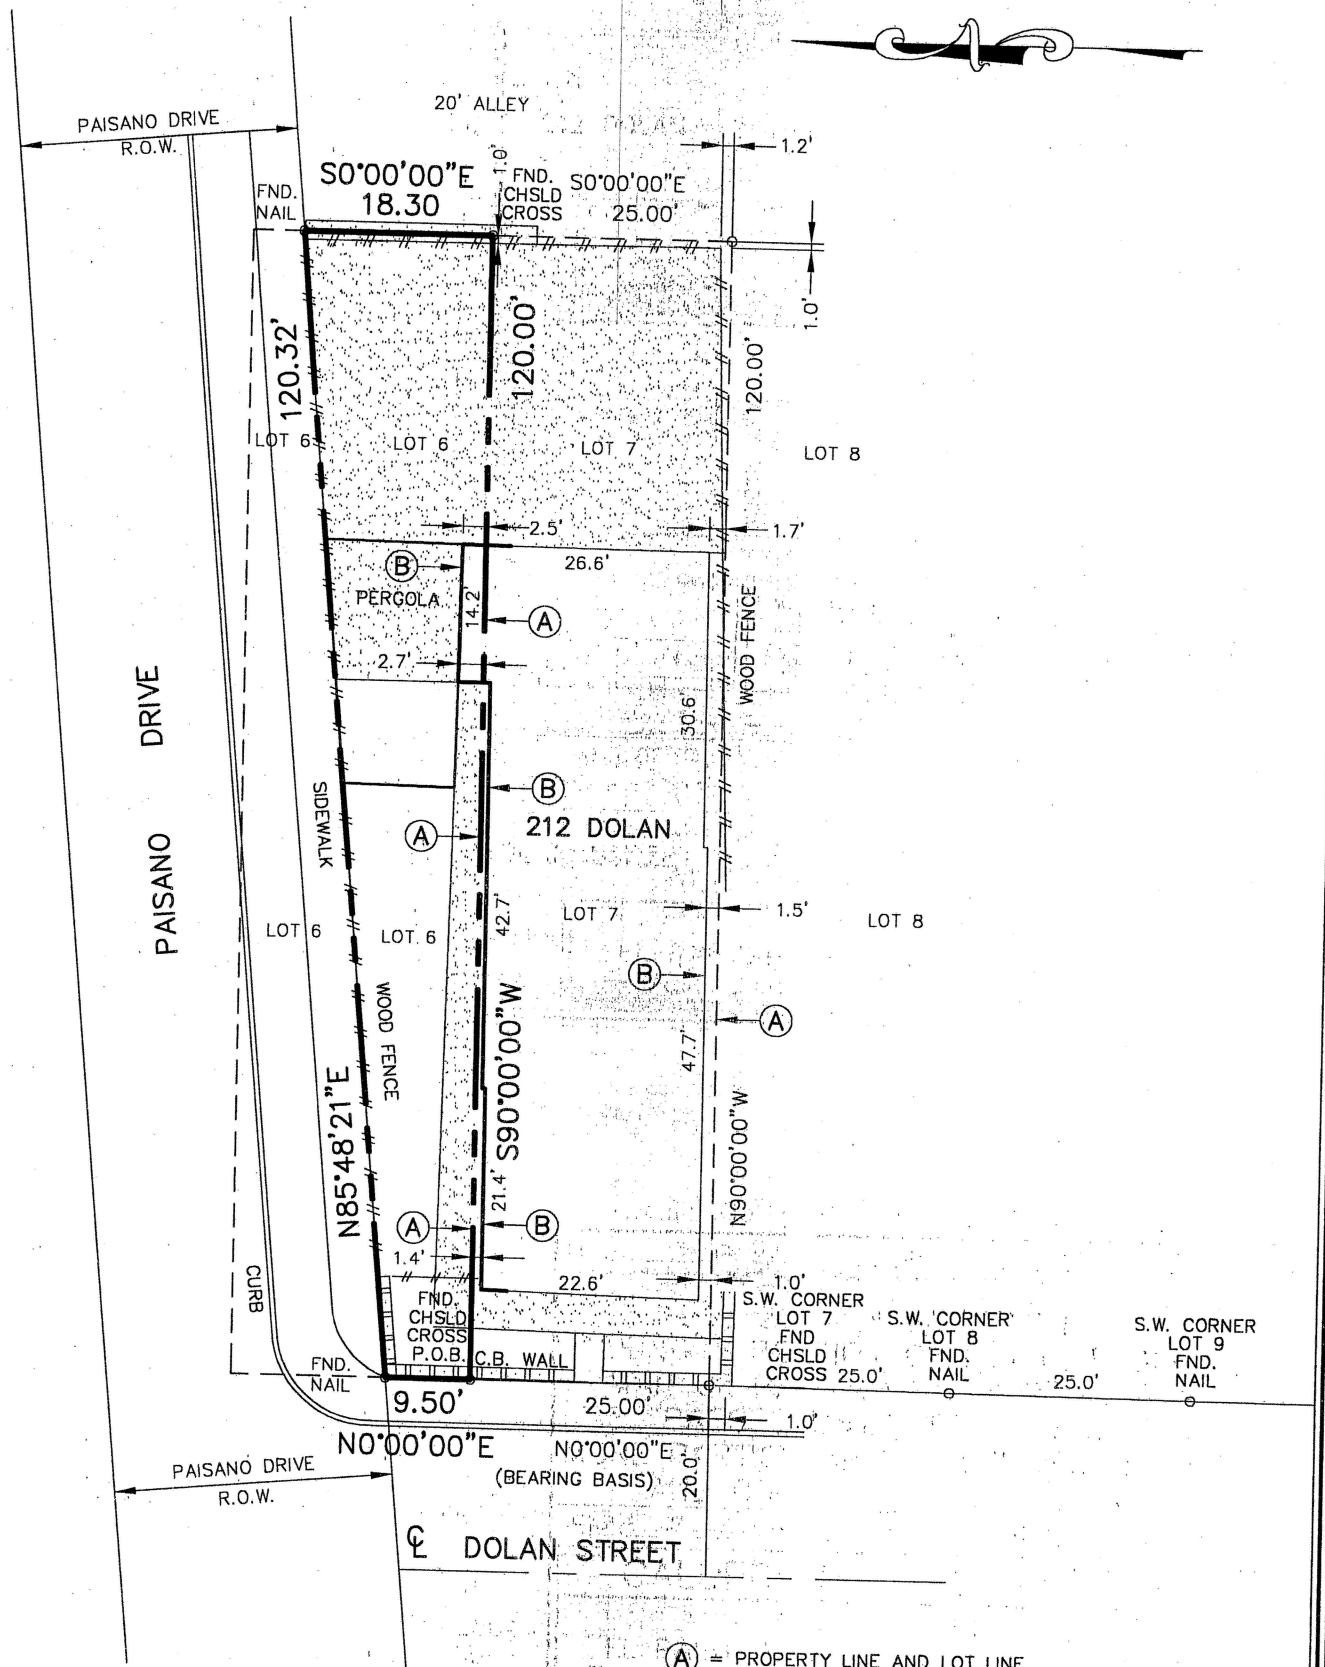 N
20' ALLEY
PAISANO DRIVE
R.O.W.
1.2'
1.0'
S0°00'00"E
18.30
FND.
NAIL
FND.
CHSLD
CROSS
S0°00'00"E
25.00'
1.0'
120.32'
120.00'
120.00'
LOT 6
LOT 6
LOT 7
LOT 8
2.5'
1.7'
26.6'
B
PERGOLA
14.2'
A
WOOD FENCE
2.7'
30.6'
PAISANO DRIVE
SIDEWALK
B
A
212 DOLAN
42.7'
LOT 7
1.5'
LOT 8
LOT 6
LOT 6
B
A
WOOD FENCE
S90°00'00"W
47.7'
N85°48'21"E
N90°00'00"W
21.4'
A
B
1.4'
22.6'
1.0'
CURB
FND.
CHSLD
CROSS
P.O.B.
C.B. WALL
S.W. CORNER
LOT 7
FND
CHSLD
CROSS
25.0'
S.W. CORNER
LOT 8
FND.
NAIL
25.0'
S.W. CORNER
LOT 9
FND.
NAIL
FND.
NAIL
9.50'
25.00'
1.0'
N0°00'00"E
N0°00'00"E
(BEARING BASIS)
20.0'
PAISANO DRIVE
R.O.W.
℄ DOLAN STREET
A = PROPERTY LINE AND LOT LINE